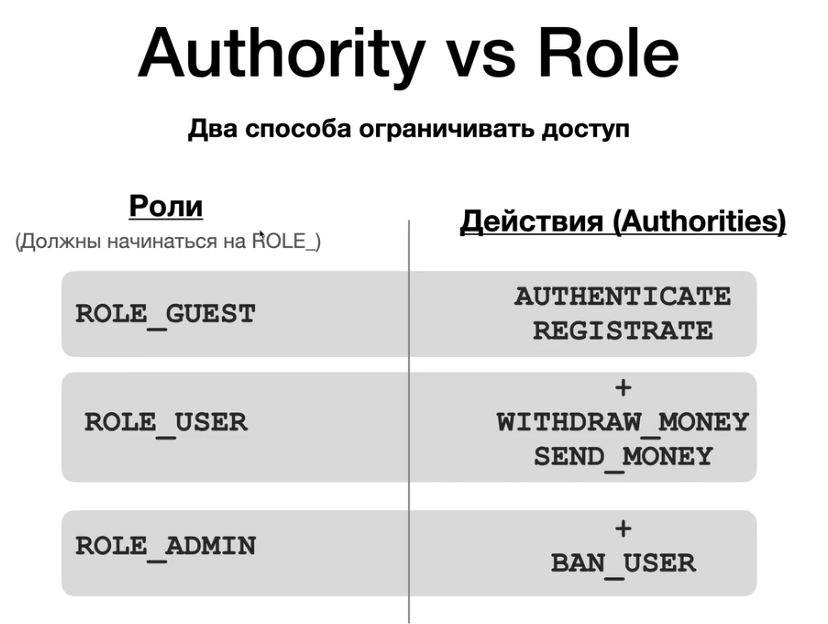 Authority vs Role
Два способа ограничивать доступ
Роли
(Должны начинаться на ROLE_)
Действия (Authorities)
ROLE_GUEST
AUTHENTICATE
REGISTRATE
ROLE_USER
+
WITHDRAW_MONEY
SEND_MONEY
ROLE_ADMIN
+
BAN_USER